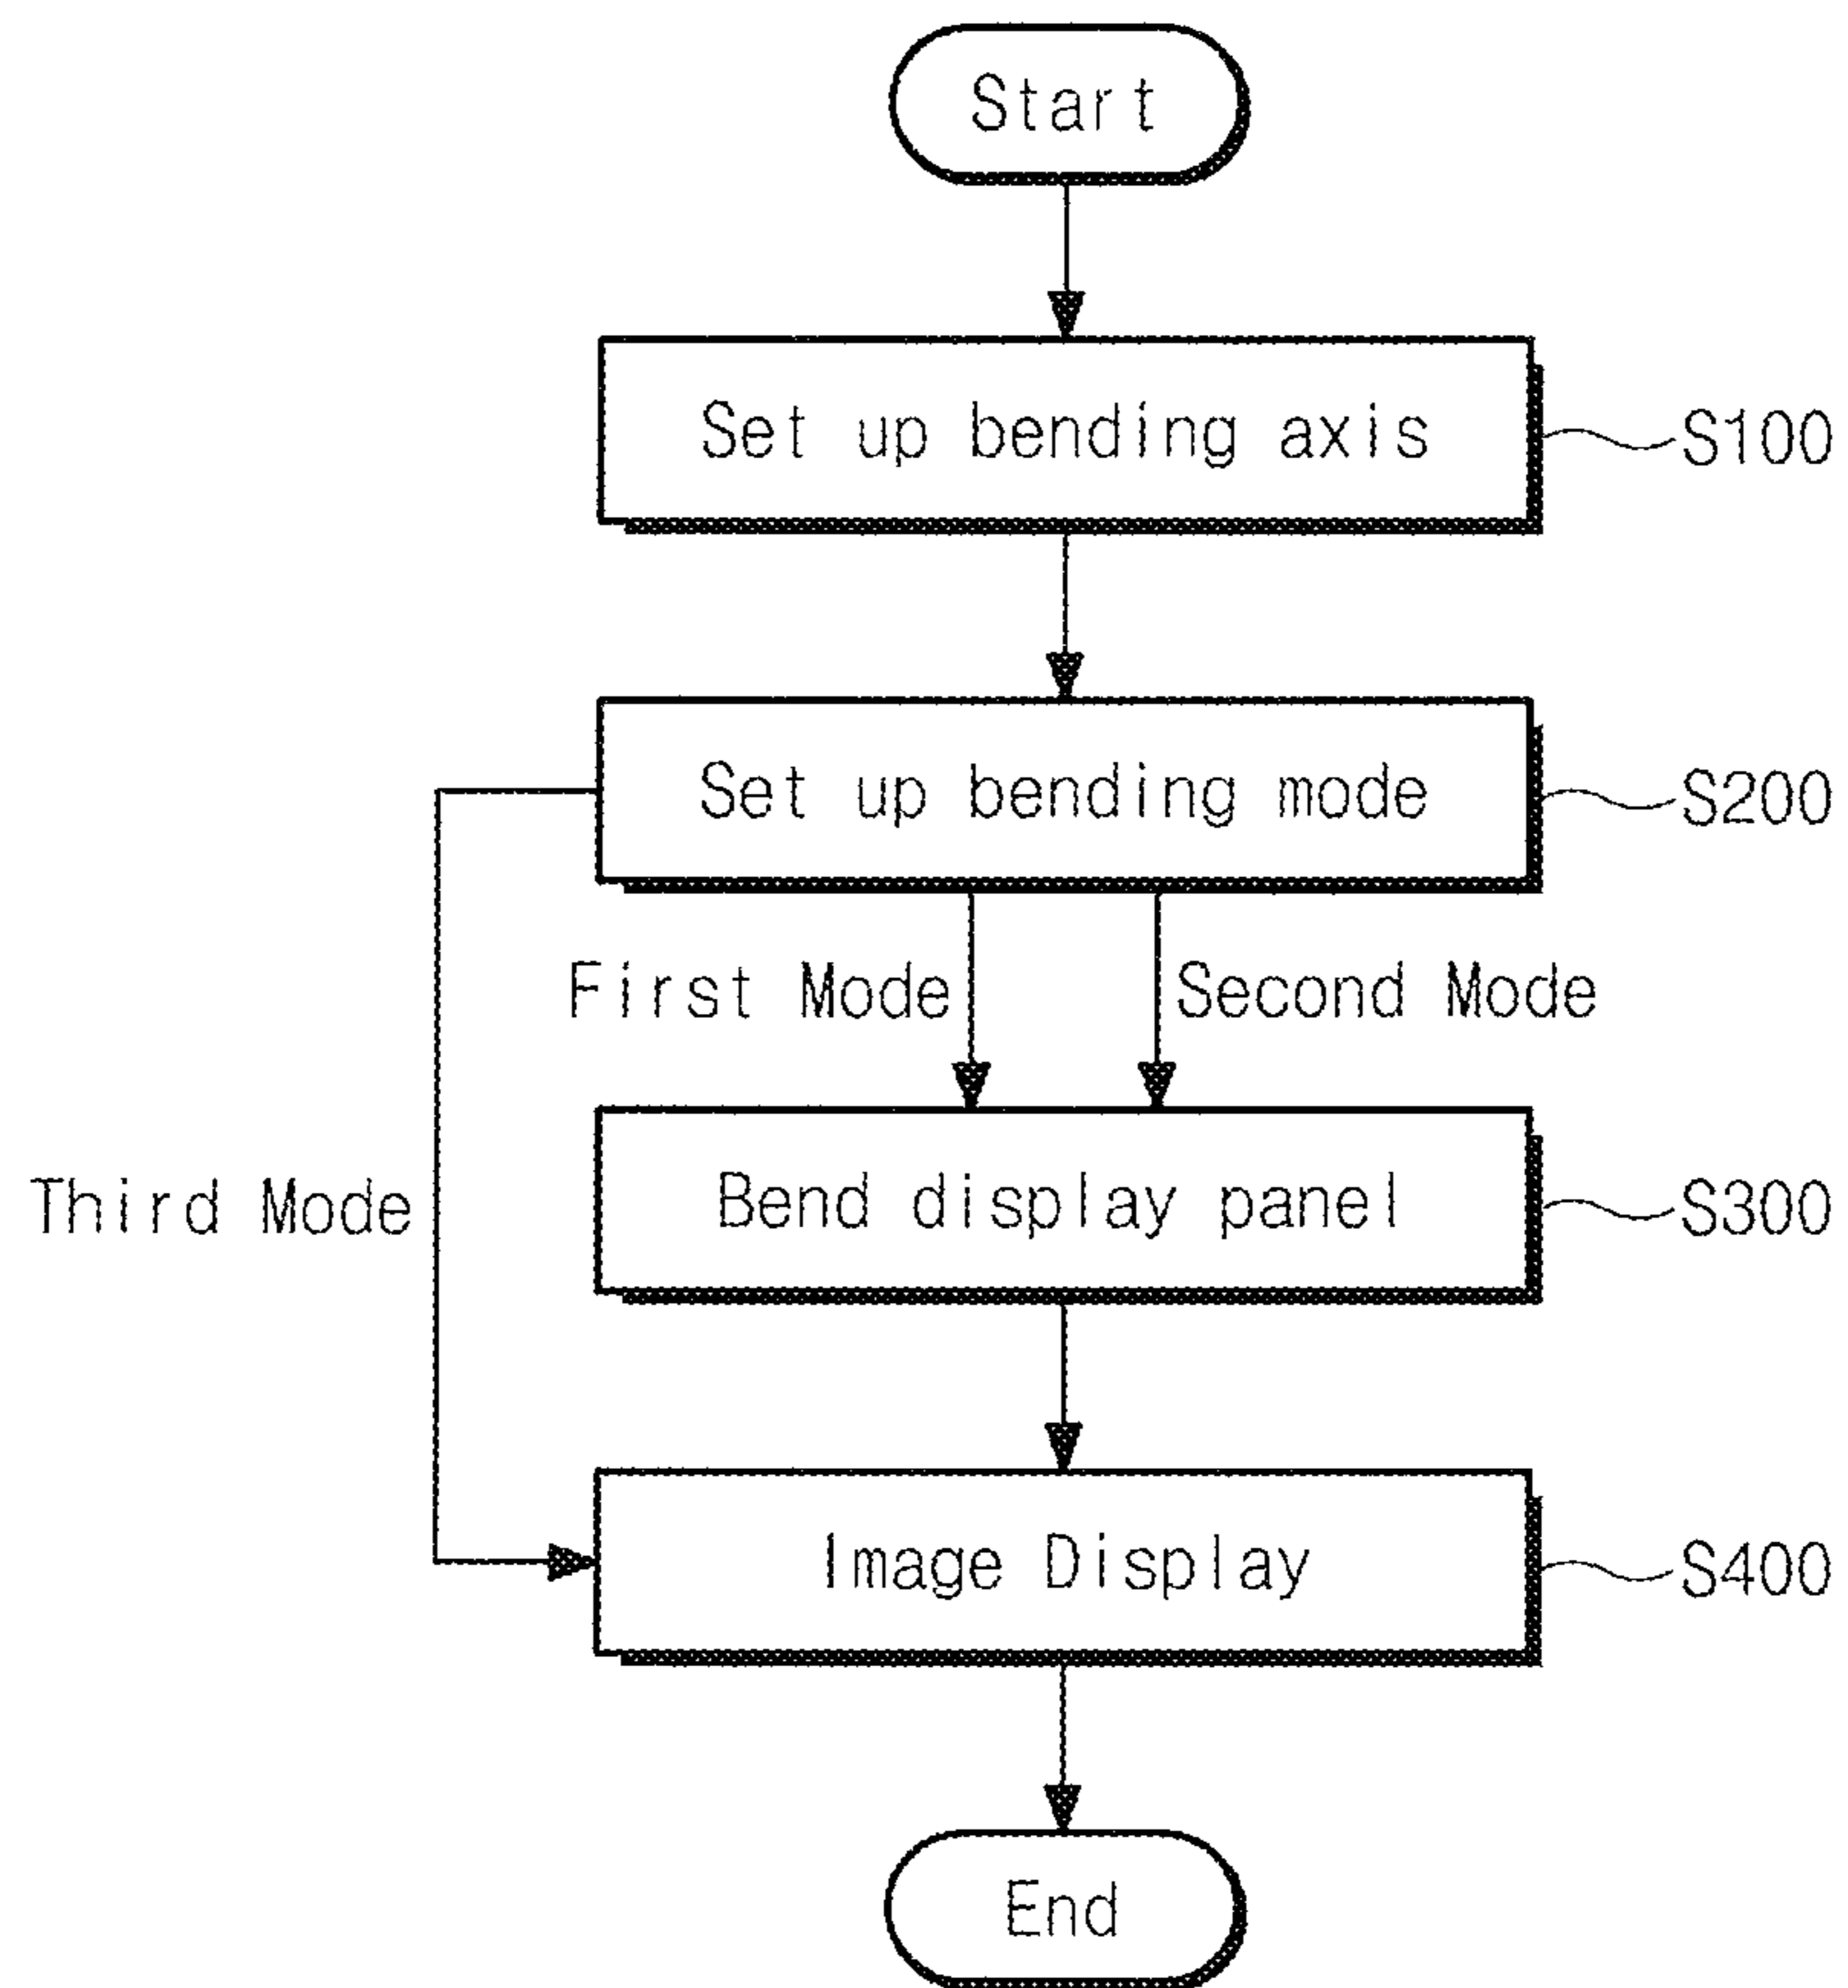 Start
Set up bending axis
S100
Set up bending mode
S200
First Mode
Second Mode
Third Mode
Bend display panel
S300
Image Display
S400
End